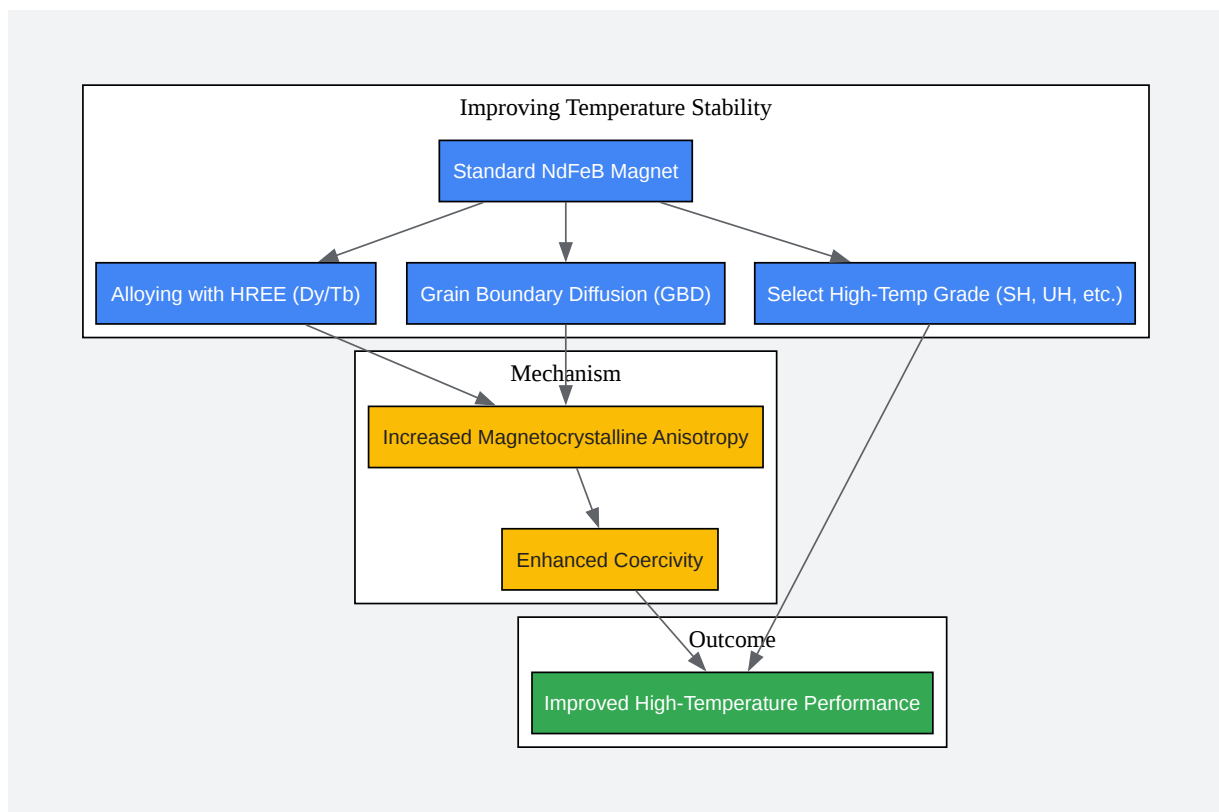 Improving Temperature Stability
Standard NdFeB Magnet
Alloying with HREE (Dy/Tb)
Grain Boundary Diffusion (GBD)
Select High-Temp Grade (SH, UH, etc.)
Mechanism
Increased Magnetocrystalline Anisotropy
Enhanced Coercivity
Outcome
Improved High-Temperature Performance